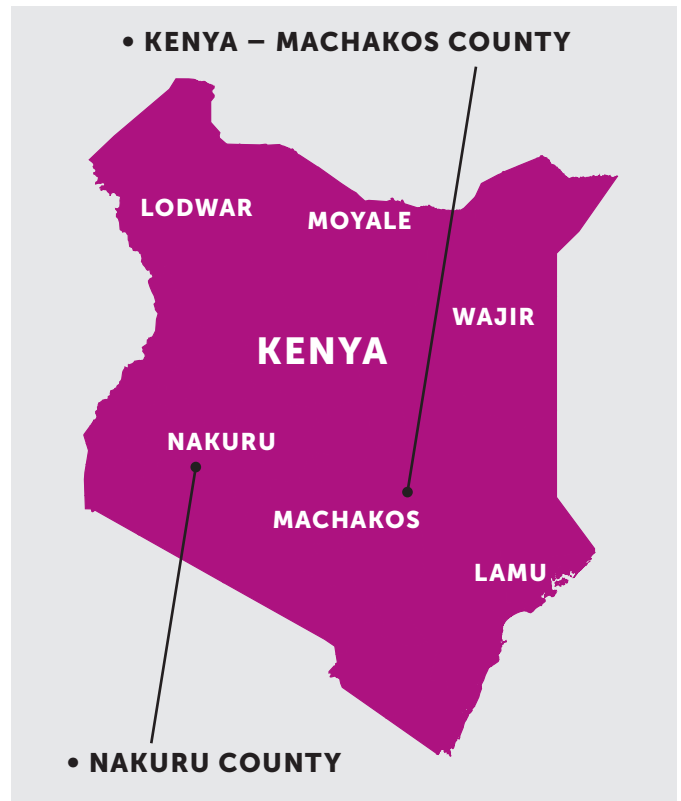 • KENYA – MACHAKOS COUNTY
LODWAR
MOYALE
WAJIR
KENYA
NAKURU
MACHAKOS
LAMU
• NAKURU COUNTY